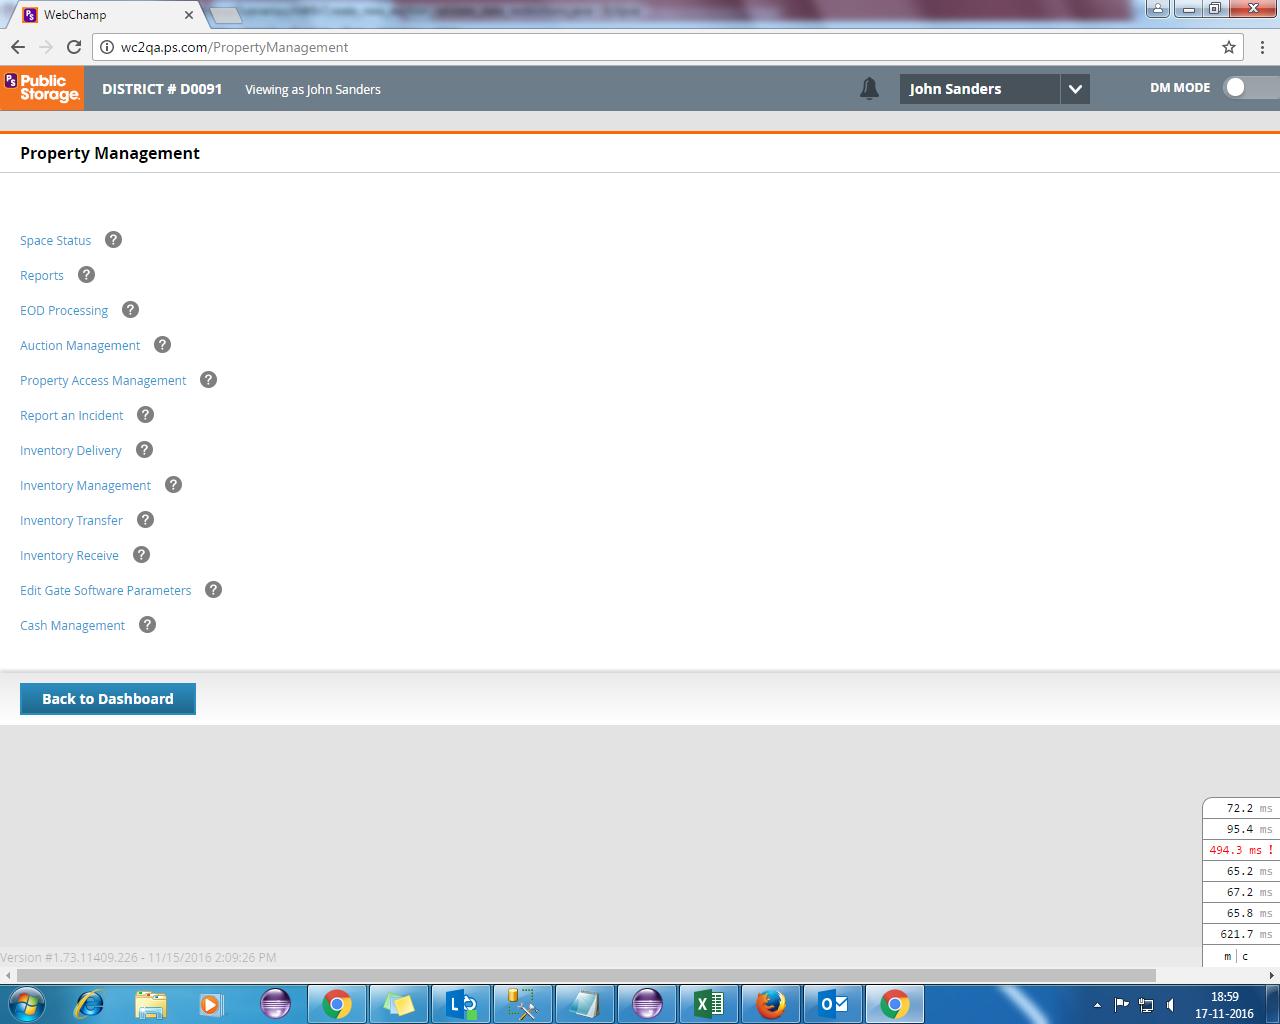 WebChamp
wc2qa.ps.com/PropertyManagement
PS Public Storage.
DISTRICT # D0091
Viewing as John Sanders
John Sanders
DM MODE
Property Management
Space Status ?
Reports ?
EOD Processing ?
Auction Management ?
Property Access Management ?
Report an Incident ?
Inventory Delivery ?
Inventory Management ?
Inventory Transfer ?
Inventory Receive ?
Edit Gate Software Parameters ?
Cash Management ?
Back to Dashboard
72.2 ms
95.4 ms
494.3 ms !
65.2 ms
67.2 ms
65.8 ms
621.7 ms
m | c
Version #1.73.11409.226 - 11/15/2016 2:09:26 PM
18:59
17-11-2016